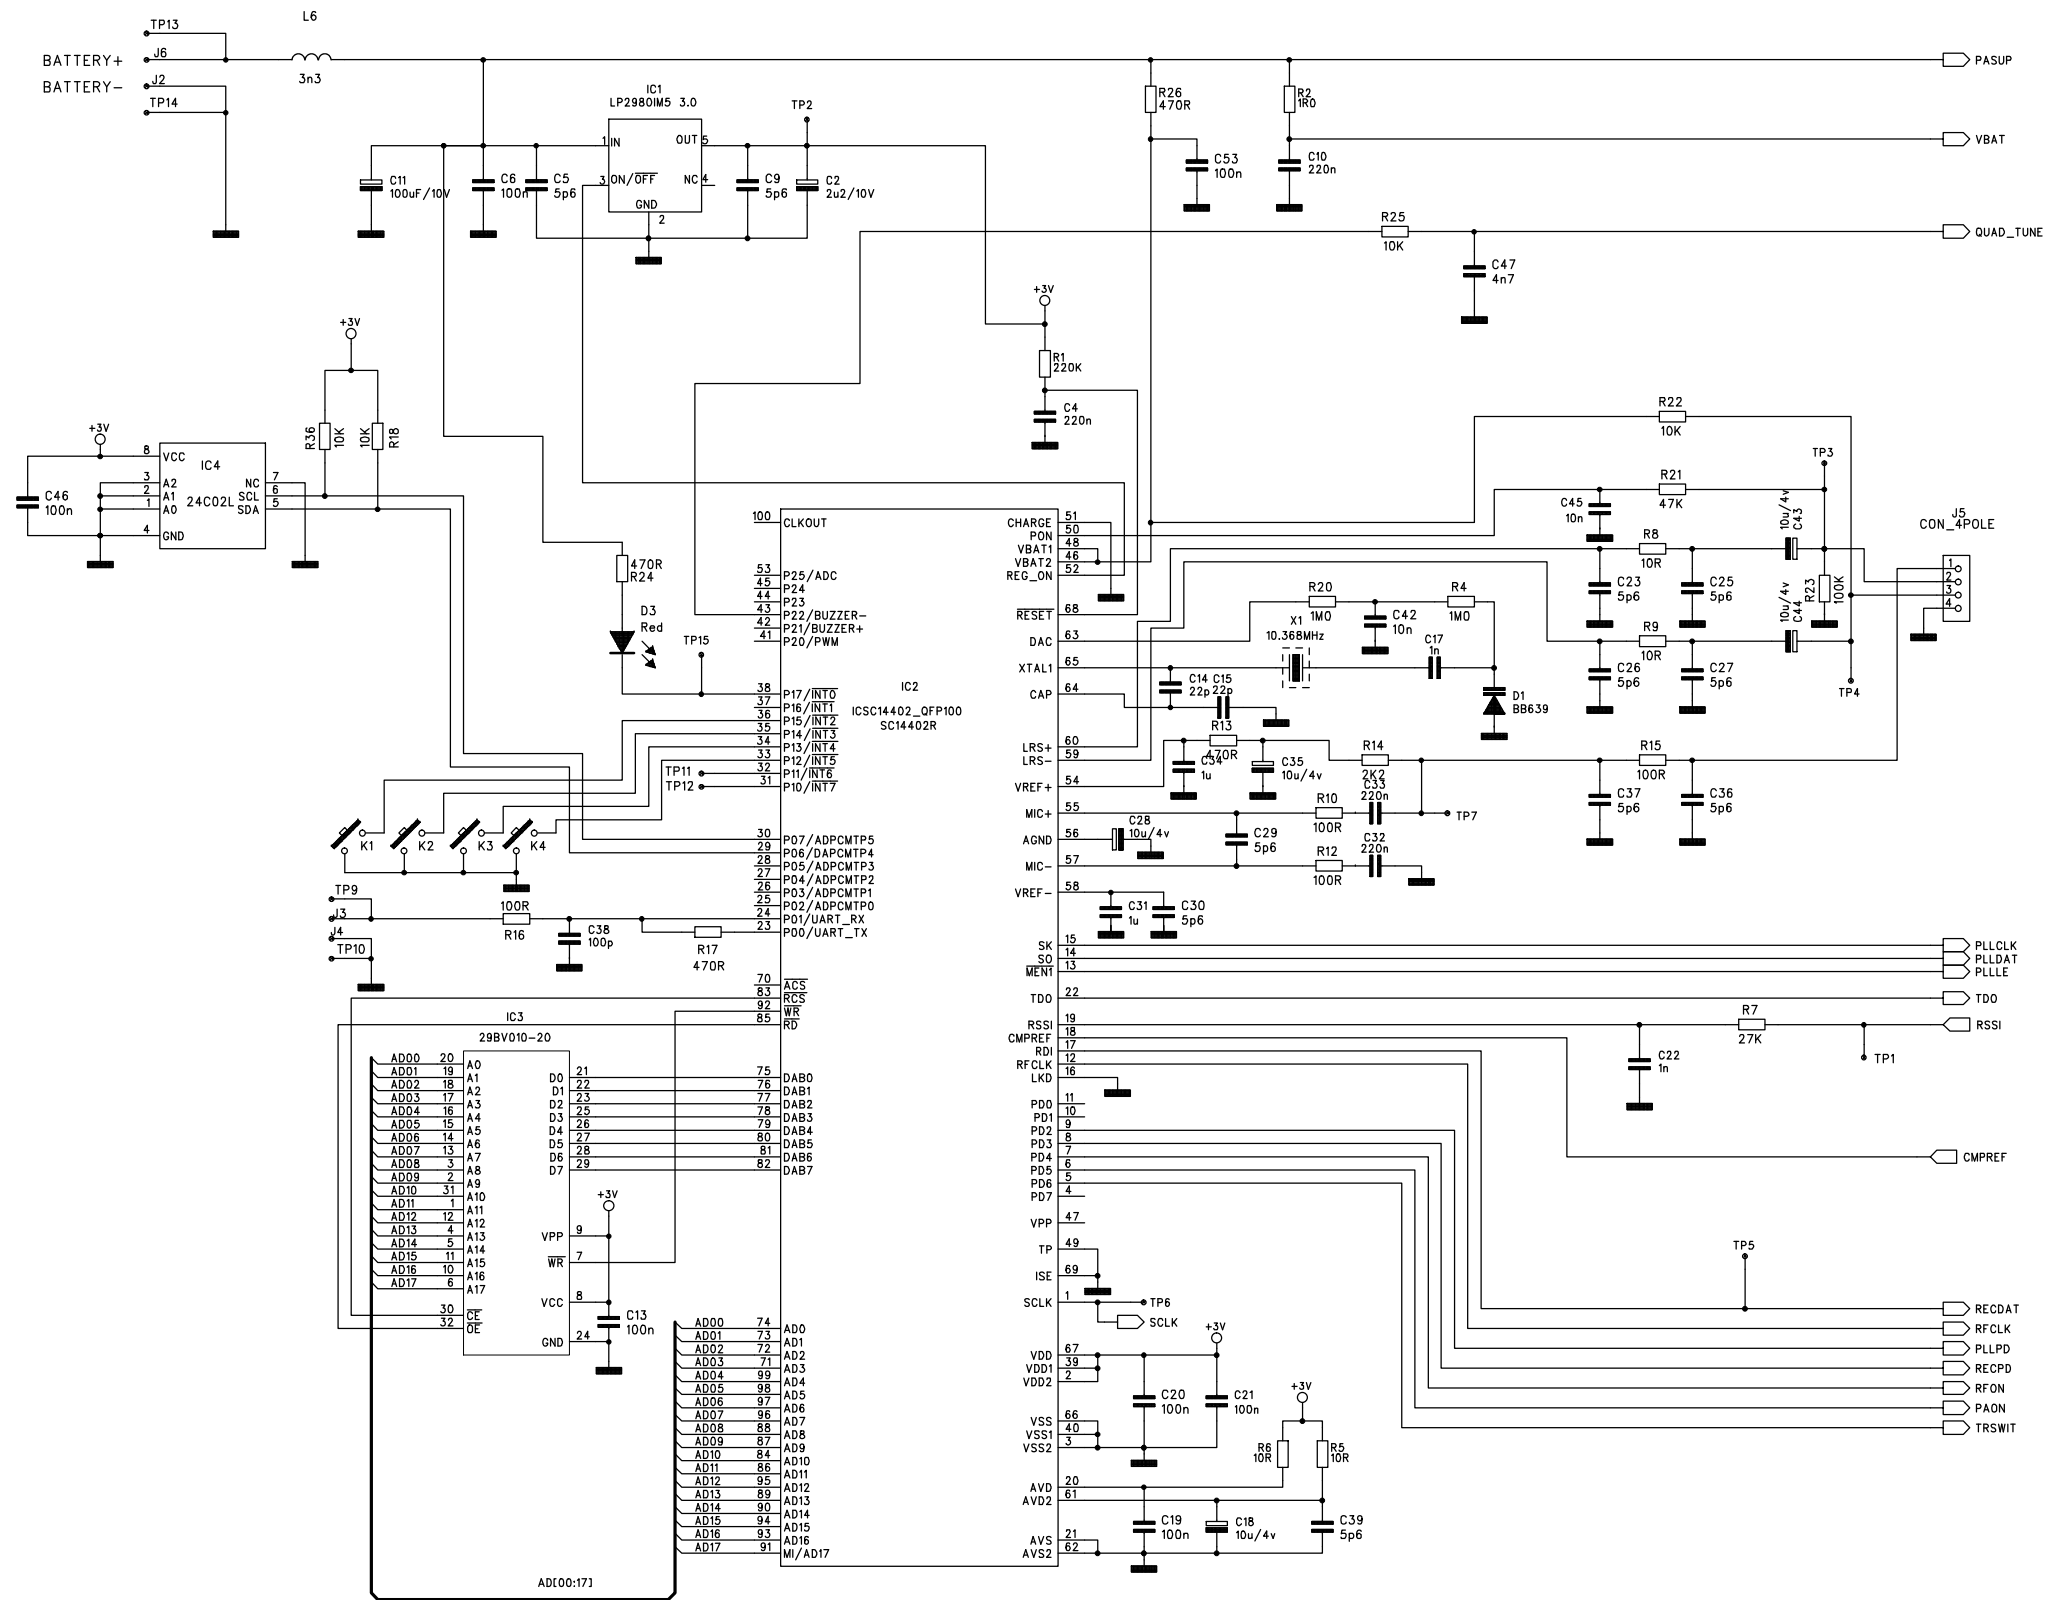 L6
TP13
J6
BATTERY+
J2
BATTERY-
TP14
3n3
PASUP
IC1
LP2980IM5 3.0
TP2
R26
470R
R2
1R0
VBAT
1 IN
OUT 5
3 ON/OFF
NC 4
GND
2
C11
100uF/10V
C6
100n
C5
5p6
C9
5p6
C2
2u2/10V
C53
100n
C10
220n
R25
10K
QUAD_TUNE
C47
4n7
+3V
R1
220K
C4
220n
+3V
R36
10K
10K
R18
+3V
C46
100n
IC4
24C02L
8 VCC
3 A2
2 A1
1 A0
4 GND
NC 7
SCL 6
SDA 5
R22
10K
TP3
R21
47K
C45
10n
10u/4v
C43
J5
CON_4POLE
1
2
3
4
R8
10R
C23
5p6
C25
5p6
R23
100K
10u/4v
C44
R9
10R
C26
5p6
C27
5p6
TP4
470R
R24
D3
Red
TP15
IC2
ICSC14402_QFP100
SC14402R
100 CLKOUT
53 P25/ADC
45 P24
44 P23
43 P22/BUZZER-
42 P21/BUZZER+
41 P20/PWM
38 P17/INT0
37 P16/INT1
36 P15/INT2
35 P14/INT3
34 P13/INT4
33 P12/INT5
TP11 32 P11/INT6
TP12 31 P10/INT7
30 P07/ADPCMTP5
29 P06/DAPCMTP4
28 P05/ADPCMTP3
27 P04/ADPCMTP2
26 P03/ADPCMTP1
25 P02/ADPCMTP0
24 P01/UART_RX
23 P00/UART_TX
70 ACS
83 RCS
92 WR
85 RD
75 DAB0
76 DAB1
77 DAB2
78 DAB3
79 DAB4
80 DAB5
81 DAB6
82 DAB7
AD00 74 AD0
AD01 73 AD1
AD02 72 AD2
AD03 71 AD3
AD04 99 AD4
AD05 98 AD5
AD06 97 AD6
AD07 96 AD7
AD08 88 AD8
AD09 87 AD9
AD10 84 AD10
AD11 86 AD11
AD12 95 AD12
AD13 89 AD13
AD14 90 AD14
AD15 94 AD15
AD16 93 AD16
AD17 91 MI/AD17
CHARGE 51
PON 50
VBAT1 48
VBAT2 46
REG_ON 52
RESET 68
DAC 63
XTAL1 65
CAP 64
LRS+ 60
LRS- 59
VREF+ 54
MIC+ 55
AGND 56
MIC- 57
VREF- 58
SK 15
SO 14
MEN1 13
TDO 22
RSSI 19
CMPREF 18
RDI 17
RFCLK 12
LKD 16
PD0 11
PD1 10
PD2 9
PD3 8
PD4 7
PD5 6
PD6 5
PD7 4
VPP 47
TP 49
ISE 69
SCLK 1
VDD 67
VDD1 39
VDD2 2
VSS 66
VSS1 40
VSS2 3
AVD 20
AVD2 61
AVS 21
AVS2 62
R20
1M0
R4
1M0
X1
10.368MHz
C42
10n
C17
1n
D1
BB639
C14
22p
C15
22p
R13
470R
C34
1u
C35
10u/4v
R14
2K2
C33
220n
R15
100R
C37
5p6
C36
5p6
TP7
R10
100R
C28
10u/4v
C29
5p6
C32
220n
R12
100R
C31
1u
C30
5p6
K1
K2
K3
K4
TP9
J3
J4
TP10
100R
R16
C38
100p
R17
470R
IC3
29BV010-20
AD00 20 A0
AD01 19 A1
AD02 18 A2
AD03 17 A3
AD04 16 A4
AD05 15 A5
AD06 14 A6
AD07 13 A7
AD08 3 A8
AD09 2 A9
AD10 31 A10
AD11 1 A11
AD12 12 A12
AD13 4 A13
AD14 5 A14
AD15 11 A15
AD16 10 A16
AD17 6 A17
30 CE
32 OE
D0 21
D1 22
D2 23
D3 25
D4 26
D5 27
D6 28
D7 29
VPP 9
WR 7
VCC 8
GND 24
+3V
C13
100n
AD[00:17]
PLLCLK
PLLDAT
PLLLE
TDO
R7
27K
RSSI
C22
1n
TP1
CMPREF
TP5
TP6
SCLK
+3V
C20
100n
C21
100n
+3V
R6
10R
R5
10R
C19
100n
C18
10u/4v
C39
5p6
RECDAT
RFCLK
PLLPD
RECPD
RFON
PAON
TRSWIT